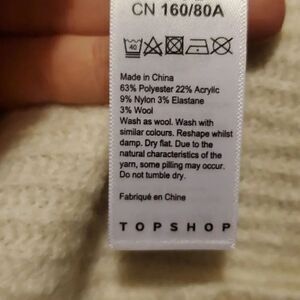 CN 160/80A
40
Made in China
63% Polyester 22% Acrylic
9% Nylon 3% Elastane
3% Wool
Wash as wool. Wash with
similar colours. Reshape whilst
damp. Dry flat. Due to the
natural characteristics of the
yarn, some pilling may occur.
Do not tumble dry.
Fabriqué en Chine
TOPSHOP